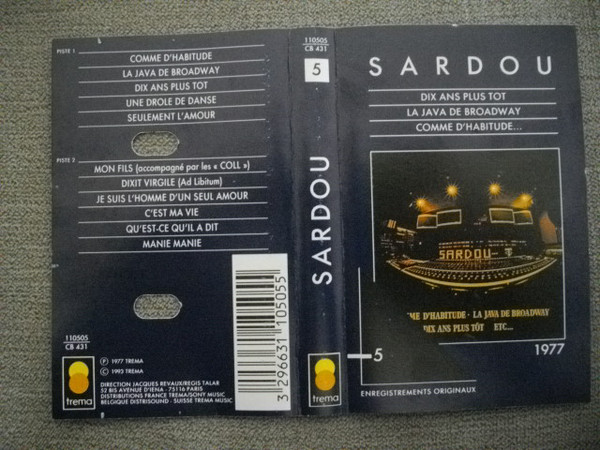 PISTE 1
COMME D'HABITUDE
LA JAVA DE BROADWAY
DIX ANS PLUS TOT
UNE DROLE DE DANSE
SEULEMENT L'AMOUR
PISTE 2
MON FILS (accompagné par les « COLL »)
DIXIT VIRGILE (Ad Libitum)
JE SUIS L'HOMME D'UN SEUL AMOUR
C'EST MA VIE
QU'EST-CE QU'IL A DIT
MANIE MANIE
110505
CB 431
trema
Ⓟ 1977 TREMA
© 1993 TREMA
DIRECTION JACQUES REVAUX/REGIS TALAR
52 BIS AVENUE D'IENA - 75116 PARIS
DISTRIBUTIONS FRANCE TREMA/SONY MUSIC
BELGIQUE DISTRISOUND - SUISSE TREMA MUSIC
3 296631 105055
110505
CB 431
5
SARDOU
trema
SARDOU
DIX ANS PLUS TOT
LA JAVA DE BROADWAY
COMME D'HABITUDE...
SARDOU
ME D'HABITUDE · LA JAVA DE BROADWAY
DIX ANS PLUS TÔT ETC...
5
1977
ENREGISTREMENTS ORIGINAUX